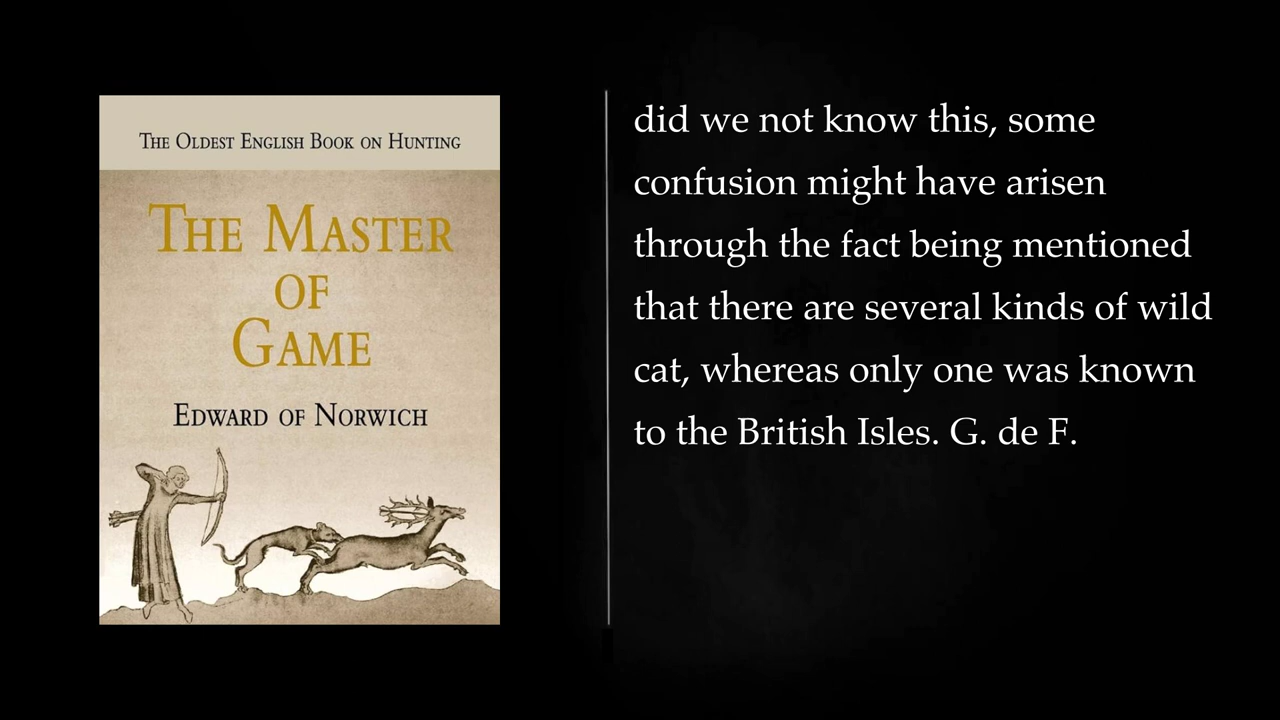 THE OLDEST ENGLISH BOOK ON HUNTING
THE MASTER
OF
GAME
EDWARD OF NORWICH
did we not know this, some
confusion might have arisen
through the fact being mentioned
that there are several kinds of wild
cat, whereas only one was known
to the British Isles. G. de F.